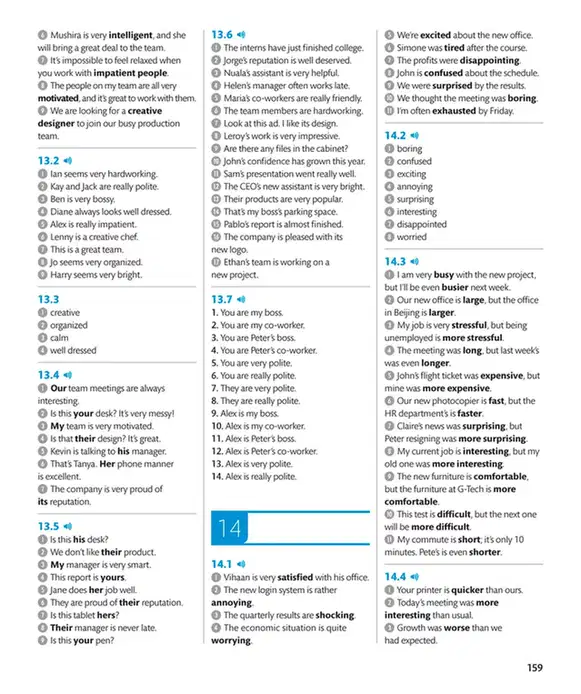 6 Mushira is very intelligent, and she
will bring a great deal to the team.
7 It's impossible to feel relaxed when
you work with impatient people.
8 The people on my team are all very
motivated, and it's great to work with them.
9 We are looking for a creative
designer to join our busy production
team.
13.2
1 Ian seems very hardworking.
2 Kay and Jack are really polite.
3 Ben is very bossy.
4 Diane always looks well dressed.
5 Alex is really impatient.
6 Lenny is a creative chef.
7 This is a great team.
8 Jo seems very organized.
9 Harry seems very bright.
13.3
1 creative
2 organized
3 calm
4 well dressed
13.4
1 Our team meetings are always
interesting.
2 Is this your desk? It's very messy!
3 My team is very motivated.
4 Is that their design? It's great.
5 Kevin is talking to his manager.
6 That's Tanya. Her phone manner
is excellent.
7 The company is very proud of
its reputation.
13.5
1 Is this his desk?
2 We don't like their product.
3 My manager is very smart.
4 This report is yours.
5 Jane does her job well.
6 They are proud of their reputation.
7 Is this tablet hers?
8 Their manager is never late.
9 Is this your pen?
13.6
1 The interns have just finished college.
2 Jorge's reputation is well deserved.
3 Nuala's assistant is very helpful.
4 Helen's manager often works late.
5 Maria's co-workers are really friendly.
6 The team members are hardworking.
7 Look at this ad. I like its design.
8 Leroy's work is very impressive.
9 Are there any files in the cabinet?
10 John's confidence has grown this year.
11 Sam's presentation went really well.
12 The CEO's new assistant is very bright.
13 Their products are very popular.
14 That's my boss's parking space.
15 Pablo's report is almost finished.
16 The company is pleased with its
new logo.
17 Ethan's team is working on a
new project.
13.7
1. You are my boss.
2. You are my co-worker.
3. You are Peter's boss.
4. You are Peter's co-worker.
5. You are very polite.
6. You are really polite.
7. They are very polite.
8. They are really polite.
9. Alex is my boss.
10. Alex is my co-worker.
11. Alex is Peter's boss.
12. Alex is Peter's co-worker.
13. Alex is very polite.
14. Alex is really polite.
14
14.1
1 Vihaan is very satisfied with his office.
2 The new login system is rather
annoying.
3 The quarterly results are shocking.
4 The economic situation is quite
worrying.
5 We're excited about the new office.
6 Simone was tired after the course.
7 The profits were disappointing.
8 John is confused about the schedule.
9 We were surprised by the results.
10 We thought the meeting was boring.
11 I'm often exhausted by Friday.
14.2
1 boring
2 confused
3 exciting
4 annoying
5 surprising
6 interesting
7 disappointed
8 worried
14.3
1 I am very busy with the new project,
but I'll be even busier next week.
2 Our new office is large, but the office
in Beijing is larger.
3 My job is very stressful, but being
unemployed is more stressful.
4 The meeting was long, but last week's
was even longer.
5 John's flight ticket was expensive, but
mine was more expensive.
6 Our new photocopier is fast, but the
HR department's is faster.
7 Claire's news was surprising, but
Peter resigning was more surprising.
8 My current job is interesting, but my
old one was more interesting.
9 The new furniture is comfortable,
but the furniture at G-Tech is more
comfortable.
10 This test is difficult, but the next one
will be more difficult.
11 My commute is short; it's only 10
minutes. Pete's is even shorter.
14.4
1 Your printer is quicker than ours.
2 Today's meeting was more
interesting than usual.
3 Growth was worse than we
had expected.
159